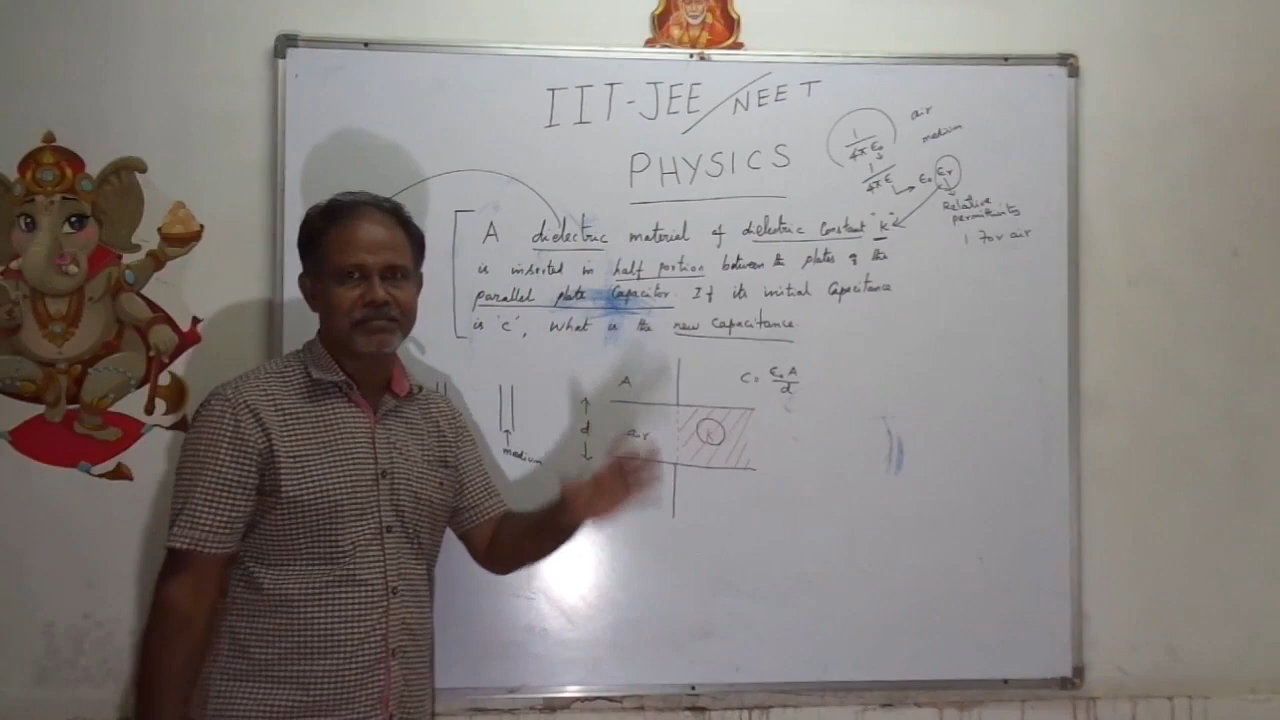 IIT-JEE/NEET
PHYSICS
A dielectric material of dielectric Constant "k"
is inserted in half portion between the plates of the
parallel plate Capacitor. If its initial Capacitance
is 'c', What is the new capacitance.
1/4πε₀
air
1/4πε
medium
ε₀ εr
Relative
permittivity
1 for air
medium
d
A
air
k
C = ε₀ A/d